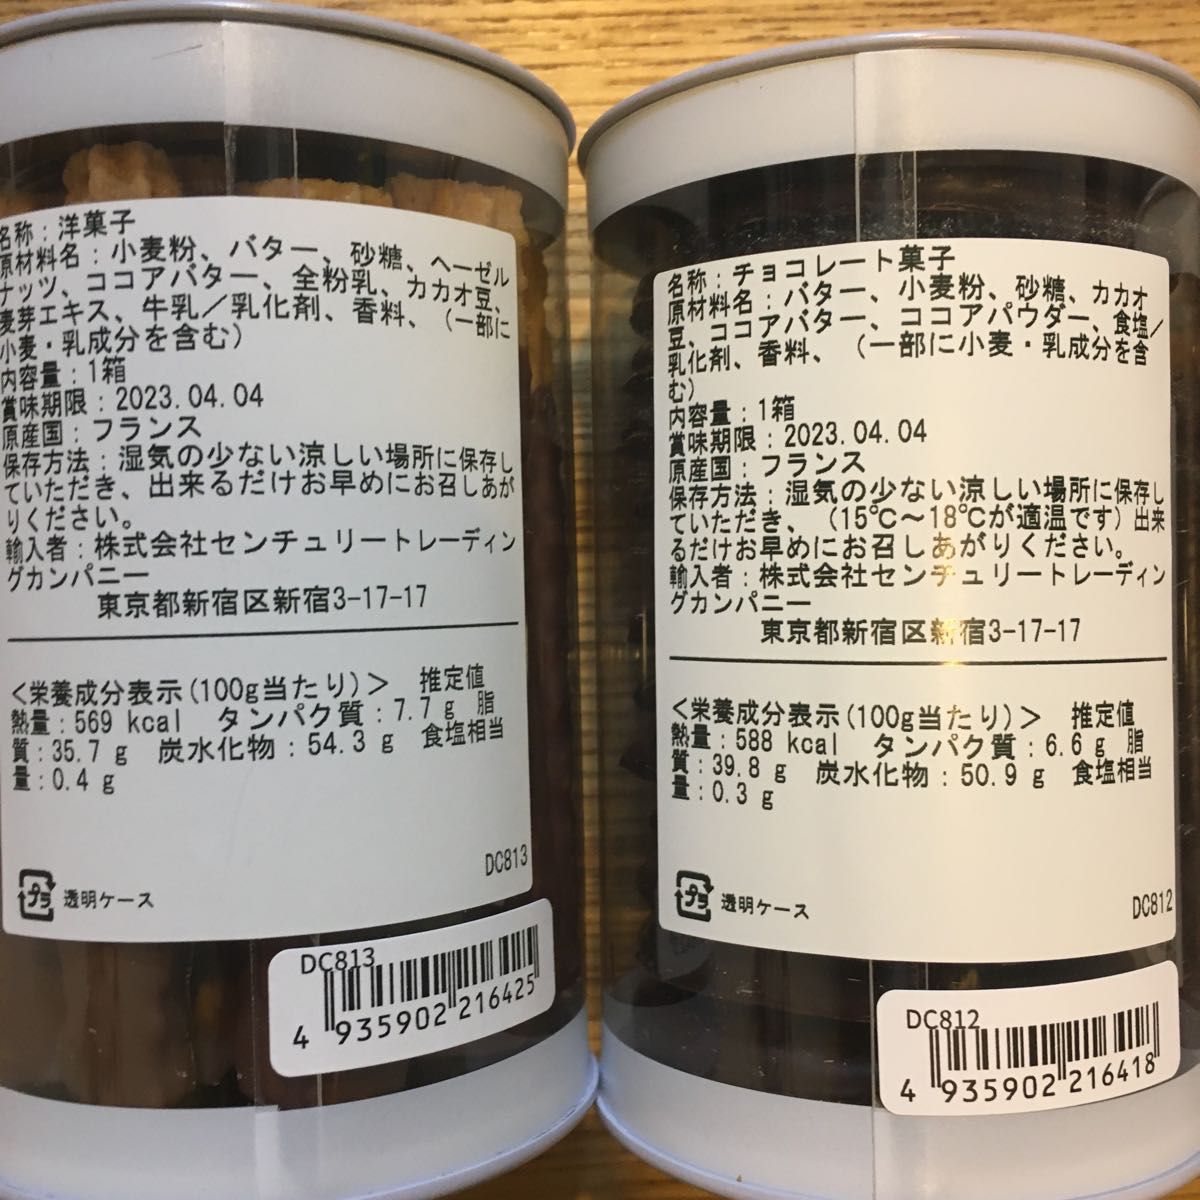 名称：洋菓子
原材料名：小麦粉、バター、砂糖、ヘーゼル
ナッツ、ココアバター、全粉乳、カカオ豆、
麦芽エキス、牛乳／乳化剤、香料、（一部に
小麦・乳成分を含む）
内容量：1箱
賞味期限：2023.04.04
原産国：フランス
保存方法：湿気の少ない涼しい場所に保存し
ていただき、出来るだけお早めにお召しあが
りください。
輸入者：株式会社センチュリートレーディン
グカンパニー
東京都新宿区新宿3-17-17
＜栄養成分表示(100g当たり)＞ 推定値
熱量：569 kcal タンパク質：7.7 g 脂
質：35.7 g 炭水化物：54.3 g 食塩相当
量：0.4 g
DC813
プラ 透明ケース
DC813
4 935902 216425
名称：チョコレート菓子
原材料名：バター、小麦粉、砂糖、カカオ
豆、ココアバター、ココアパウダー、食塩／
乳化剤、香料、（一部に小麦・乳成分を含
む）
内容量：1箱
賞味期限：2023.04.04
原産国：フランス
保存方法：湿気の少ない涼しい場所に保存し
ていただき、（15℃～18℃が適温です）出来
るだけお早めにお召しあがりください。
輸入者：株式会社センチュリートレーディン
グカンパニー
東京都新宿区新宿3-17-17
＜栄養成分表示(100g当たり)＞ 推定値
熱量：588 kcal タンパク質：6.6 g 脂
質：39.8 g 炭水化物：50.9 g 食塩相当
量：0.3 g
プラ 透明ケース
DC812
DC812
4 935902 216418